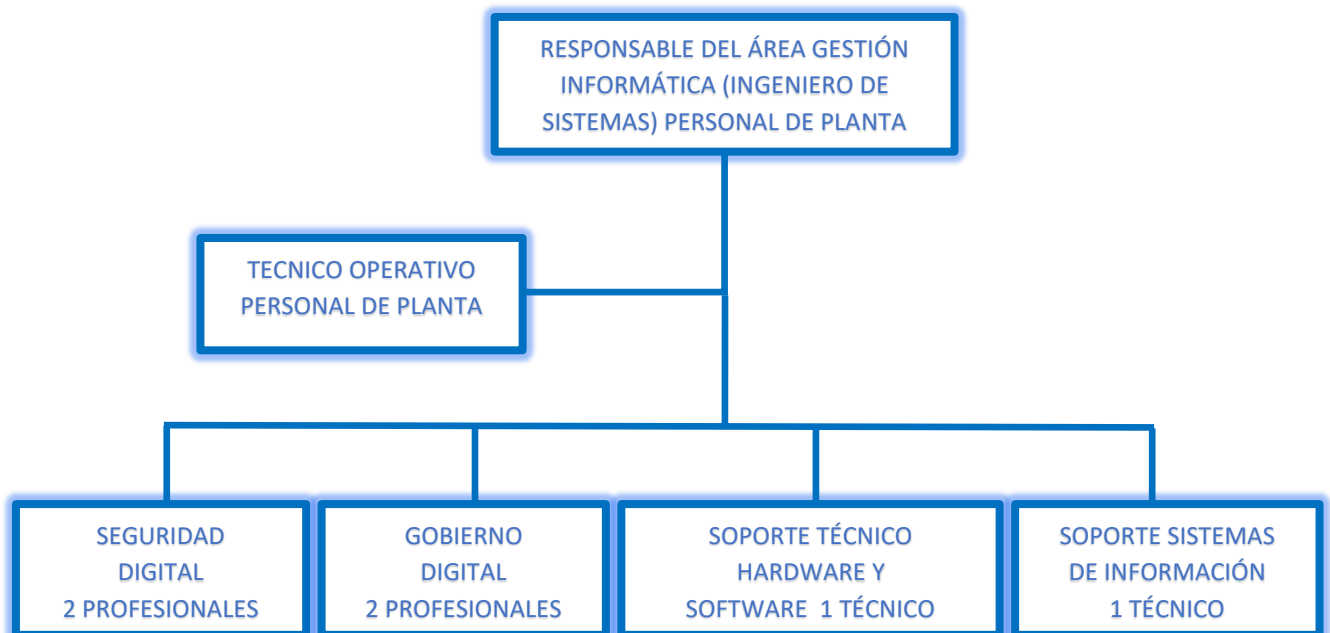 RESPONSABLE DEL ÁREA GESTIÓN
INFORMÁTICA (INGENIERO DE
SISTEMAS) PERSONAL DE PLANTA
TECNICO OPERATIVO
PERSONAL DE PLANTA
SEGURIDAD
DIGITAL
2 PROFESIONALES
GOBIERNO
DIGITAL
2 PROFESIONALES
SOPORTE TÉCNICO
HARDWARE Y
SOFTWARE 1 TÉCNICO
SOPORTE SISTEMAS
DE INFORMACIÓN
1 TÉCNICO